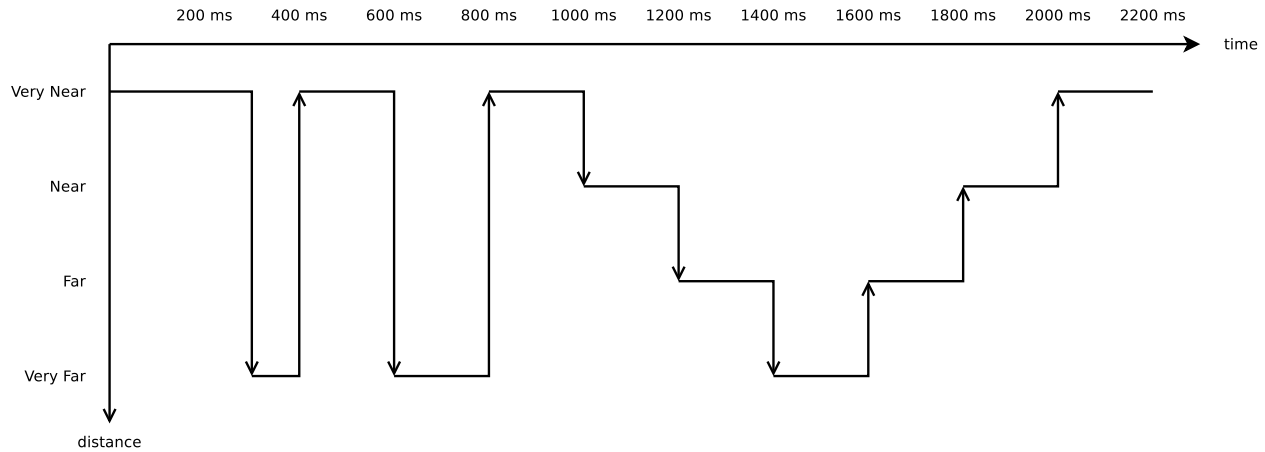 200 ms 400 ms 600 ms 800 ms 1000 ms 1200 ms 1400 ms 1600 ms 1800 ms 2000 ms 2200 ms
time
Very Near
Near
Far
Very Far
distance